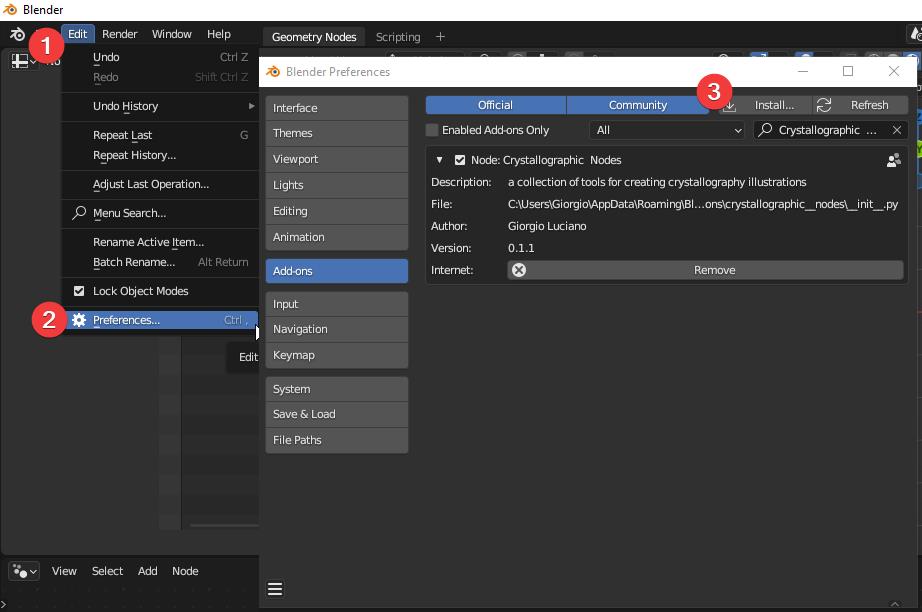 Blender
Edit Render Window Help
Geometry Nodes Scripting +
1
Undo Ctrl Z
Redo Shift Ctrl Z
Undo History
Repeat Last G
Repeat History...
Adjust Last Operation...
Menu Search...
Rename Active Item...
Batch Rename... Alt Return
Lock Object Modes
2
Preferences... Ctrl ,
Edit
View Select Add Node
Blender Preferences
Interface
Themes
Viewport
Lights
Editing
Animation
Add-ons
Input
Navigation
Keymap
System
Save & Load
File Paths
3
Official Community Install... Refresh
Enabled Add-ons Only All Crystallographic ...
Node: Crystallographic Nodes
Description: a collection of tools for creating crystallography illustrations
File: C:\Users\Giorgio\AppData\Roaming\Bl...ons\crystallographic__nodes\__init__.py
Author: Giorgio Luciano
Version: 0.1.1
Internet: Remove